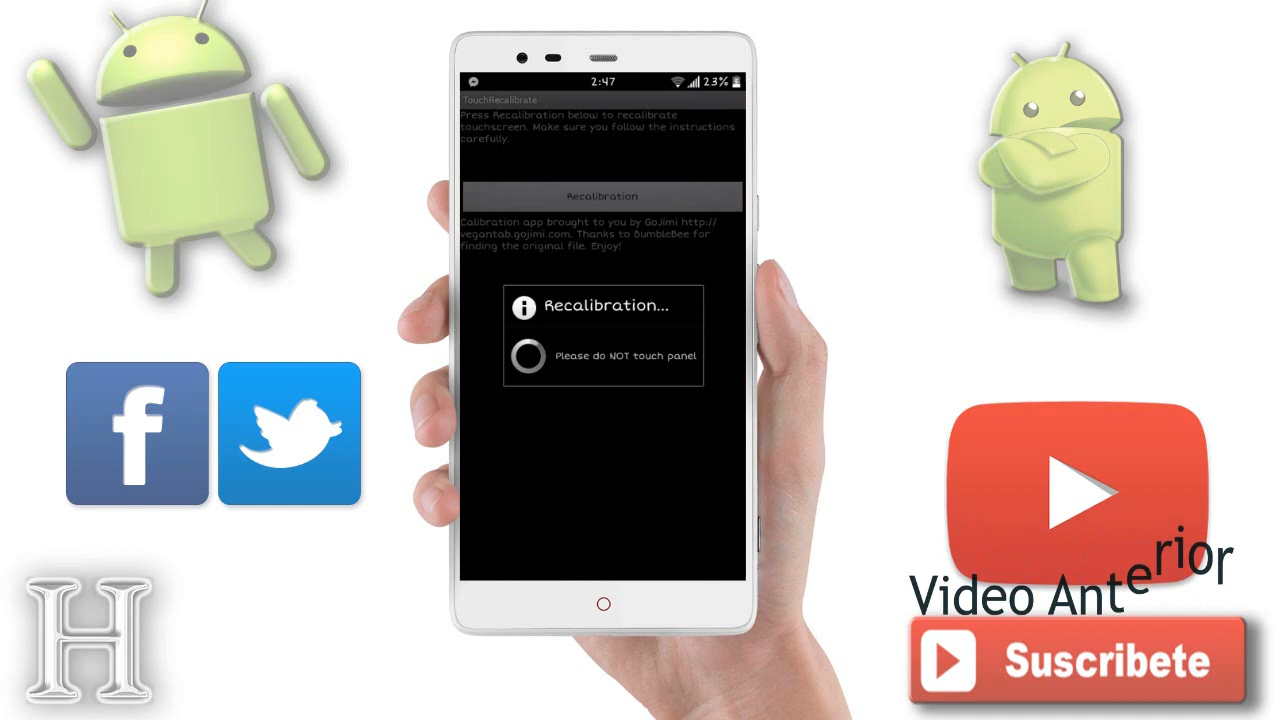 2:47
23%
TouchRecalibrate
Press Recalibration below to recalibrate
touchscreen. Make sure you follow the instructions
carefully.
Recalibration
Calibration app brought to you by GoJimi http://
vegantab.gojimi.com. Thanks to BumbleBee for
finding the original file. Enjoy!
Recalibration...
Please do NOT touch panel
f
H
Video Anterior
Suscribete